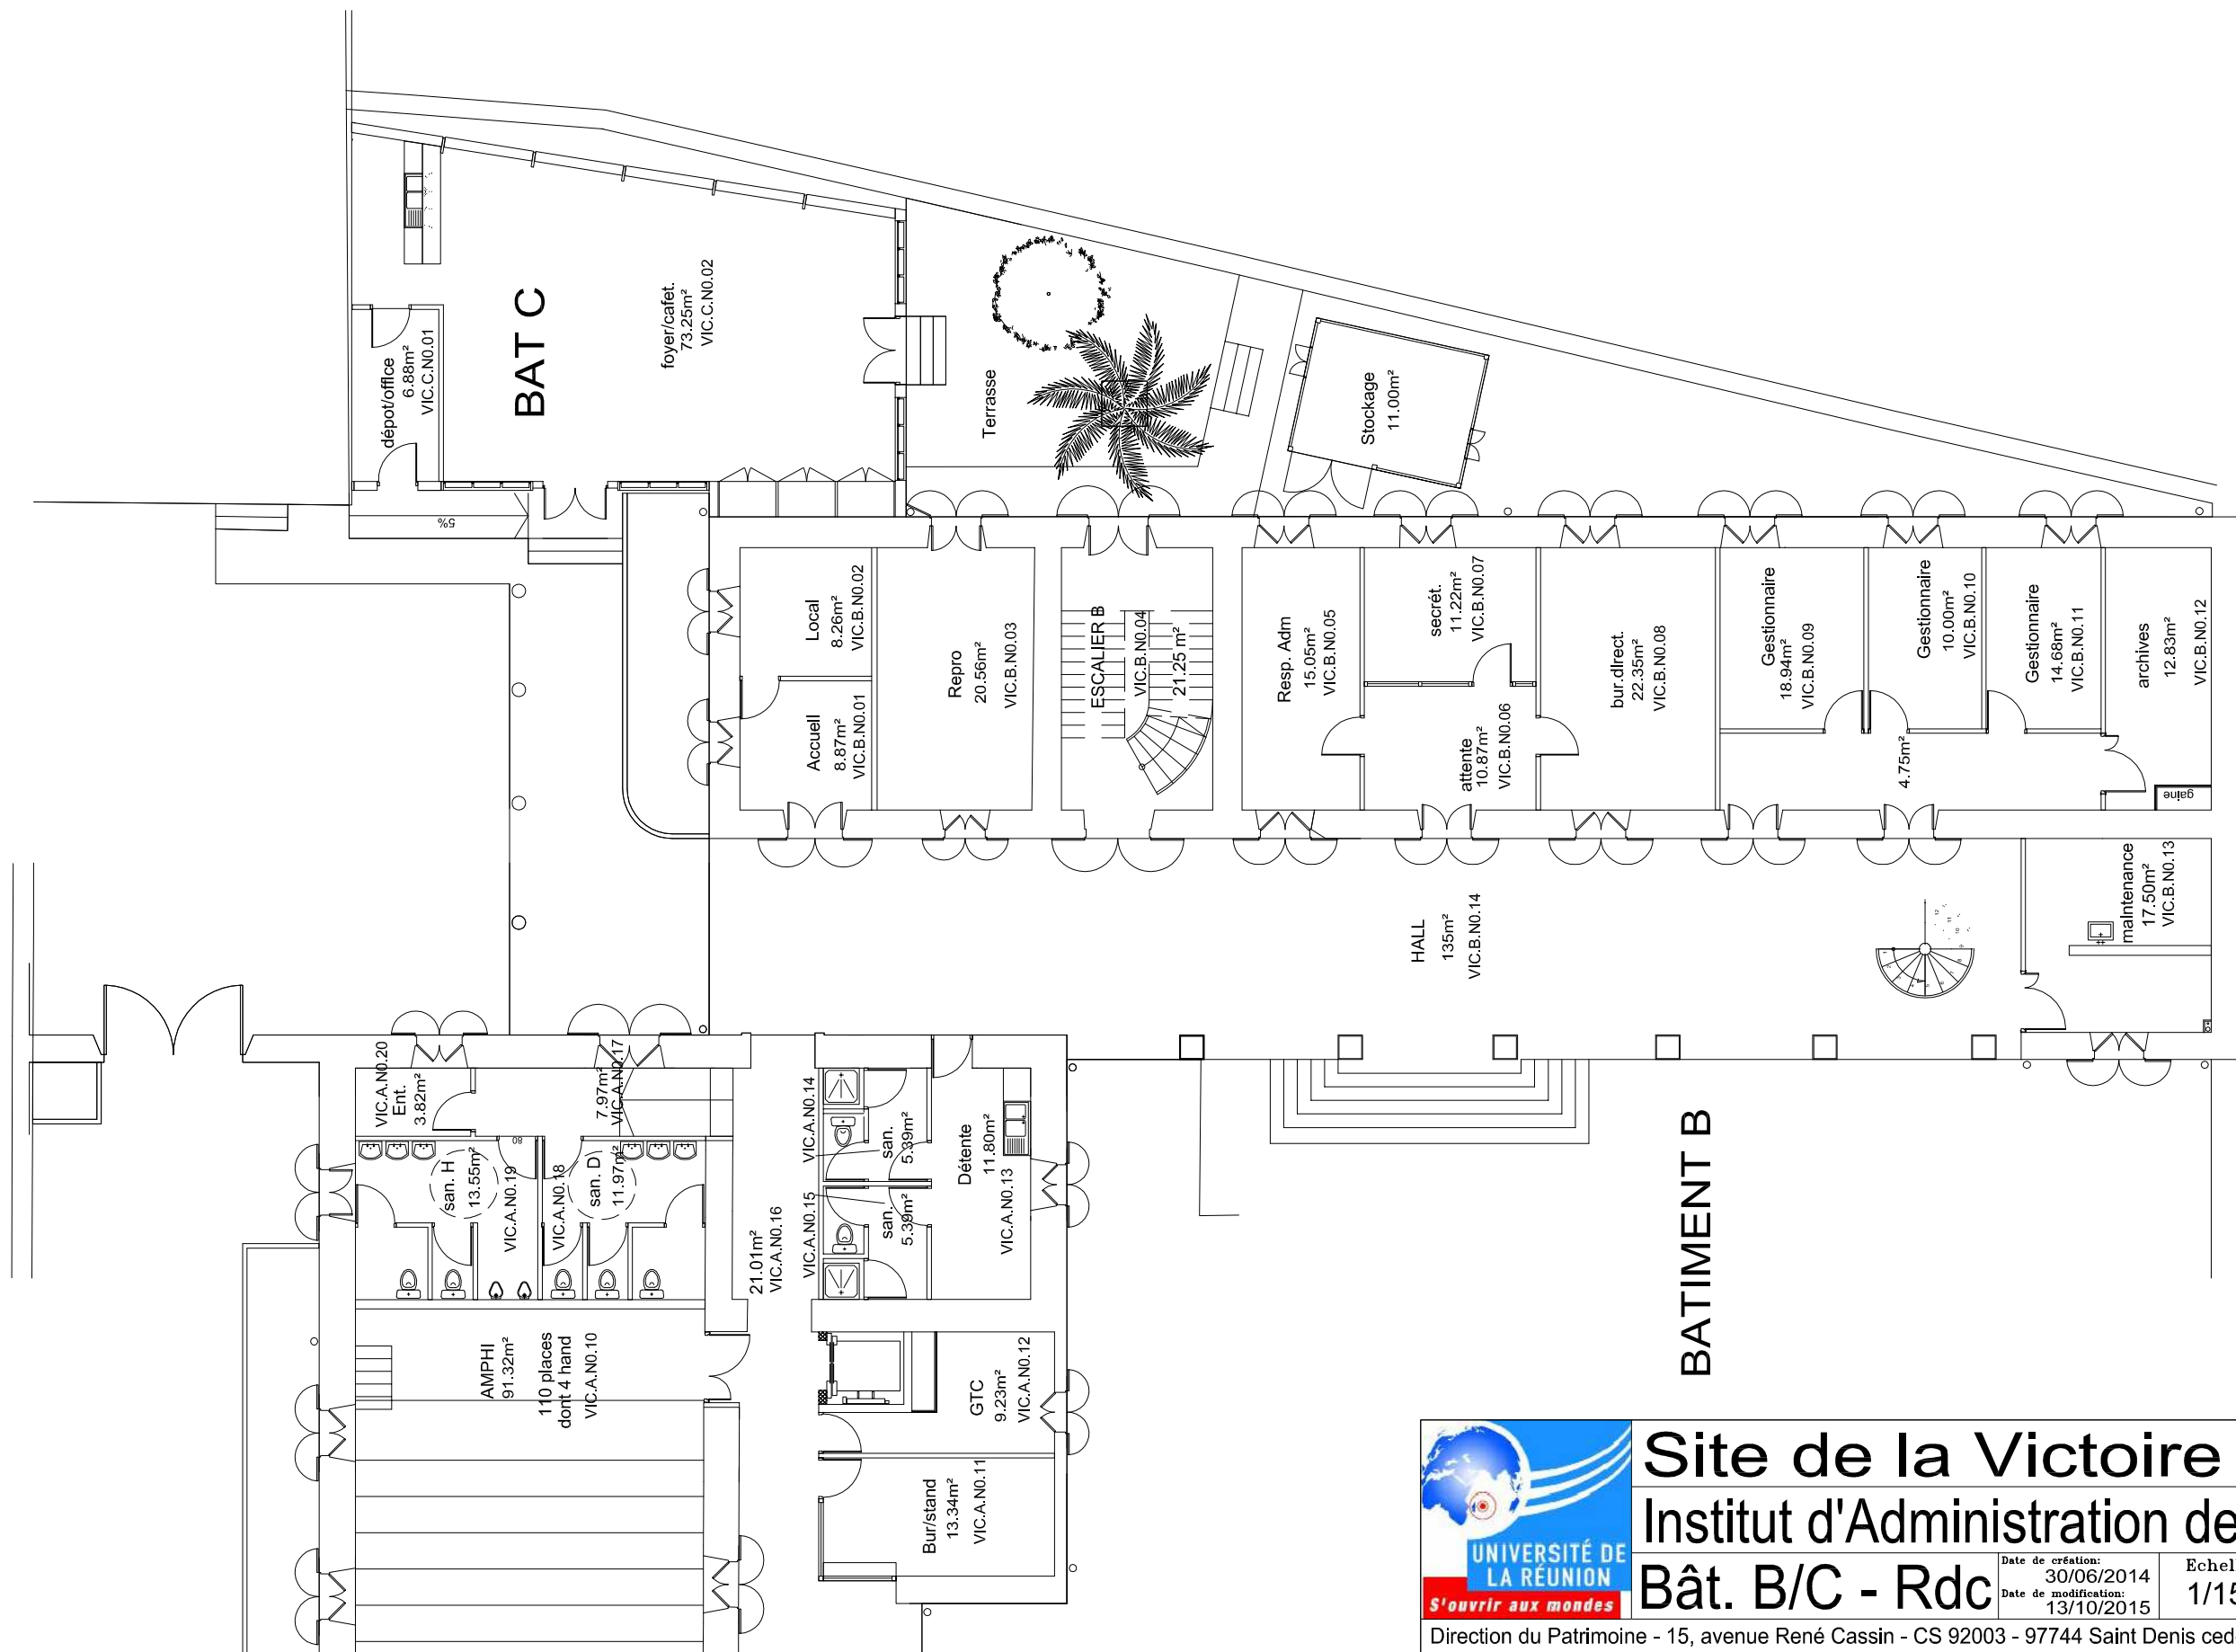 BAT C
dépot/office
6.88m²
VIC.C.N0.01
foyer/cafet.
73.25m²
VIC.C.N0.02
5%
Terrasse
Stockage
11.00m²
Local
8.26m²
VIC.B.N0.02
Accueil
8.87m²
VIC.B.N0.01
Repro
20.56m²
VIC.B.N0.03
ESCALIER B
VIC.B.N0.04
21.25 m²
Resp. Adm
15.05m²
VIC.B.N0.05
secrét.
11.22m²
VIC.B.N0.07
attente
10.87m²
VIC.B.N0.06
bur.direct.
22.35m²
VIC.B.N0.08
Gestionnaire
18.94m²
VIC.B.N0.09
Gestionnaire
10.00m²
VIC.B.N0.10
Gestionnaire
14.68m²
VIC.B.N0.11
4.75m²
archives
12.83m²
VIC.B.N0.12
gaine
HALL
135m²
VIC.B.N0.14
maintenance
17.50m²
VIC.B.N0.13
VIC.A.N0.20
Ent.
3.82m²
7.97m²
VIC.A.N0.17
80
san. H
13.55m²
VIC.A.N0.19
VIC.A.N0.18
san. D
11.97m²
21.01m²
VIC.A.N0.16
VIC.A.N0.14
san.
5.39m²
VIC.A.N0.15
san.
5.39m²
Détente
11.80m²
VIC.A.N0.13
AMPHI
91.32m²
110 places
dont 4 hand
VIC.A.N0.10
GTC
9.23m²
VIC.A.N0.12
Bur/stand
13.34m²
VIC.A.N0.11
BATIMENT B
UNIVERSITÉ DE
LA RÉUNION
S'ouvrir aux mondes
Site de la Victoire
Institut d'Administration de
Bât. B/C - Rdc
Date de création:
30/06/2014
Date de modification:
13/10/2015
Echel
1/15
Direction du Patrimoine - 15, avenue René Cassin - CS 92003 - 97744 Saint Denis ced